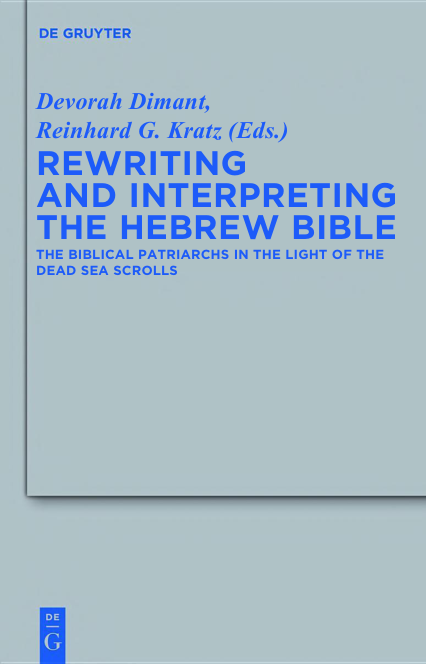 DE GRUYTER
Devorah Dimant,
Reinhard G. Kratz (Eds.)
REWRITING
AND INTERPRETING
THE HEBREW BIBLE
THE BIBLICAL PATRIARCHS IN THE LIGHT OF THE
DEAD SEA SCROLLS
DE
G